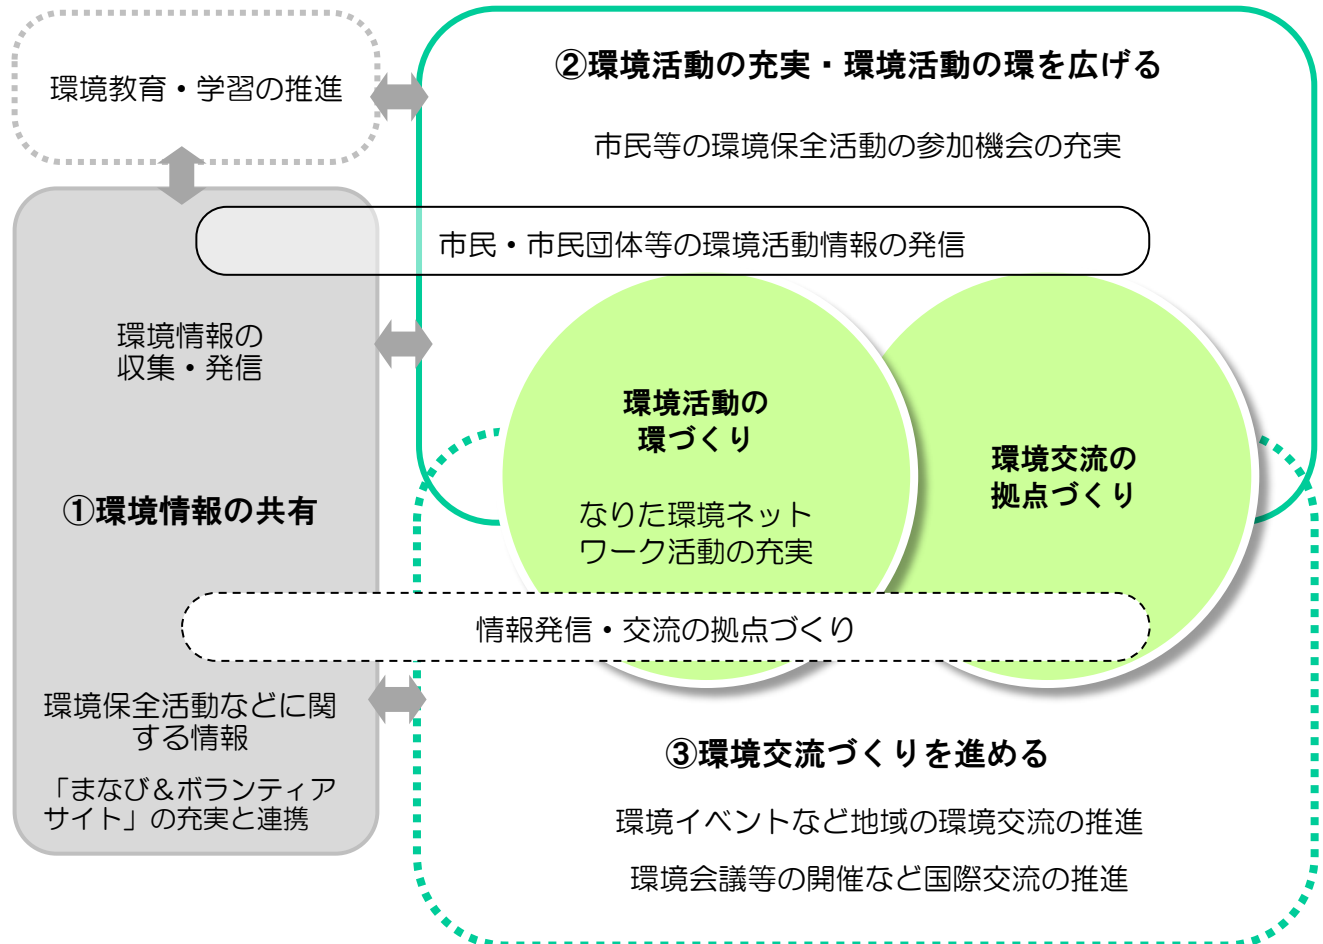 環境教育・学習の推進
②環境活動の充実・環境活動の環を広げる
市民等の環境保全活動の参加機会の充実
市民・市民団体等の環境活動情報の発信
環境情報の
収集・発信
①環境情報の共有
環境活動の
環づくり
なりた環境ネット
ワーク活動の充実
環境交流の
拠点づくり
情報発信・交流の拠点づくり
環境保全活動などに関
する情報
「まなび＆ボランティア
サイト」の充実と連携
③環境交流づくりを進める
環境イベントなど地域の環境交流の推進
環境会議等の開催など国際交流の推進